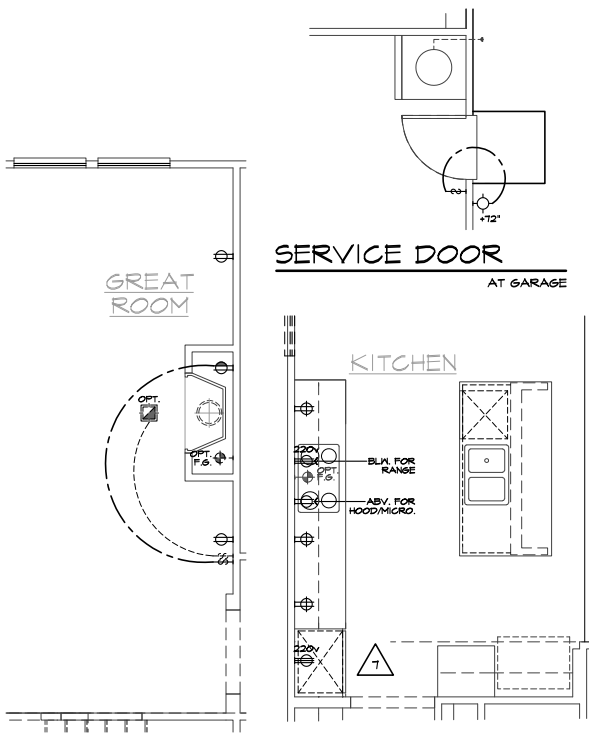 +72"
SERVICE DOOR
AT GARAGE
GREAT
ROOM
OPT.
OPT.
F.G.
KITCHEN
220V
BLW. FOR
RANGE
OPT.
F.G.
ABV. FOR
HOOD/MICRO.
220V
7